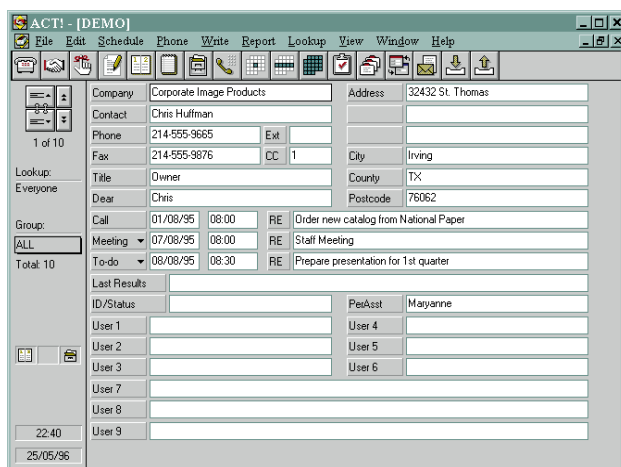 ACT! - [DEMO]
File Edit Schedule Phone Write Report Lookup View Window Help
Company Corporate Image Products Address 32432 St. Thomas
Contact Chris Huffman
1 of 10
Phone 214-555-9665 Ext
Fax 214-555-9876 CC 1 City Irving
Lookup:
Title Owner County TX
Everyone
Dear Chris Postcode 76062
Group:
Call 01/08/95 08:00 RE Order new catalog from National Paper
ALL
Meeting 07/08/95 08:00 RE Staff Meeting
Total: 10
To-do 08/08/95 08:30 RE Prepare presentation for 1st quarter
Last Results
ID/Status PerAsst Maryanne
User 1 User 4
User 2 User 5
User 3 User 6
User 7
User 8
User 9
22:40
25/05/96